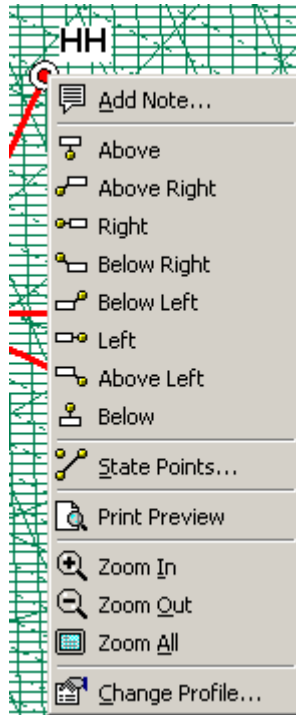 HH
Add Note...
Above
Above Right
Right
Below Right
Below Left
Left
Above Left
Below
State Points...
Print Preview
Zoom In
Zoom Out
Zoom All
Change Profile...